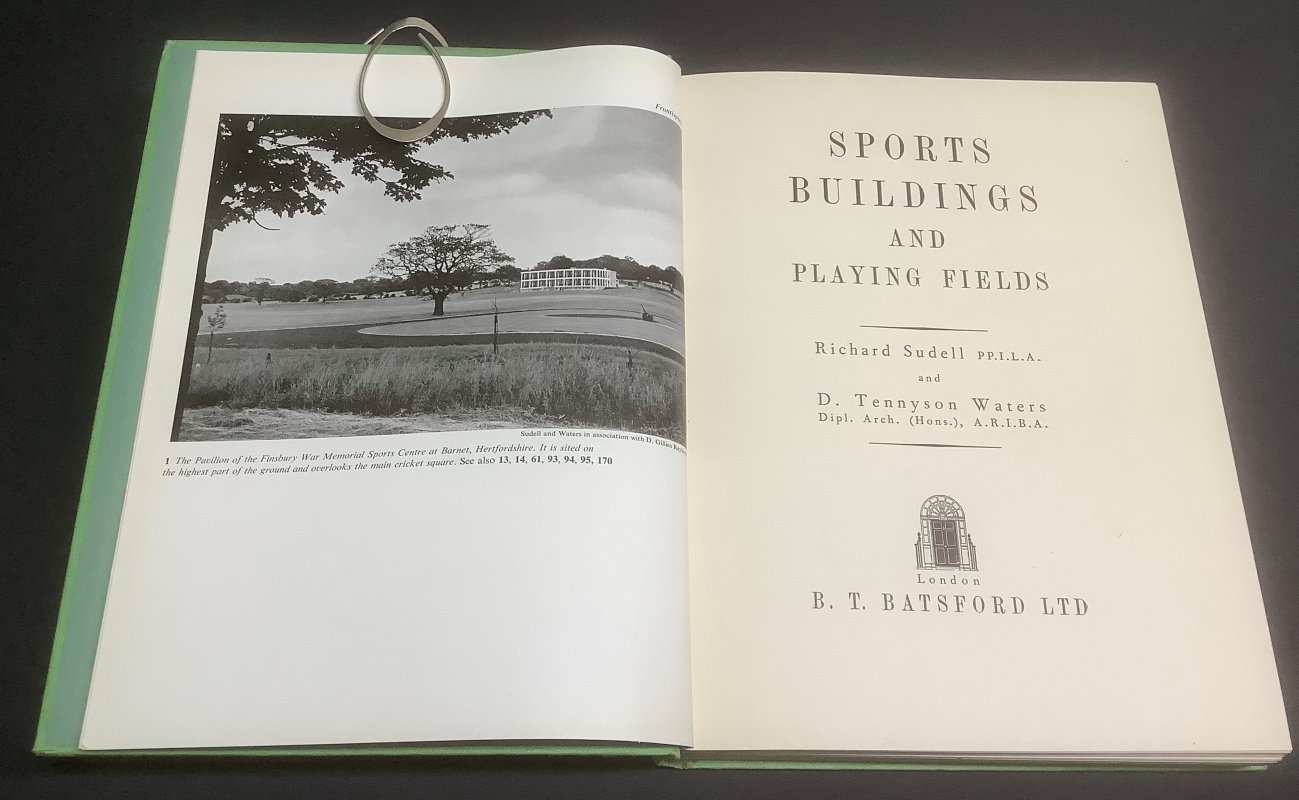 Sudell and Waters in association with D. Gillies
1 The Pavilion of the Finsbury War Memorial Sports Centre at Barnet, Hertfordshire. It is sited on
the highest part of the ground and overlooks the main cricket square. See also 13, 14, 61, 93, 94, 95, 170
SPORTS
BUILDINGS
AND
PLAYING FIELDS
Richard Sudell PP.I.L.A.
and
D. Tennyson Waters
Dipl. Arch. (Hons.), A.R.I.B.A.
London
B. T. BATSFORD LTD